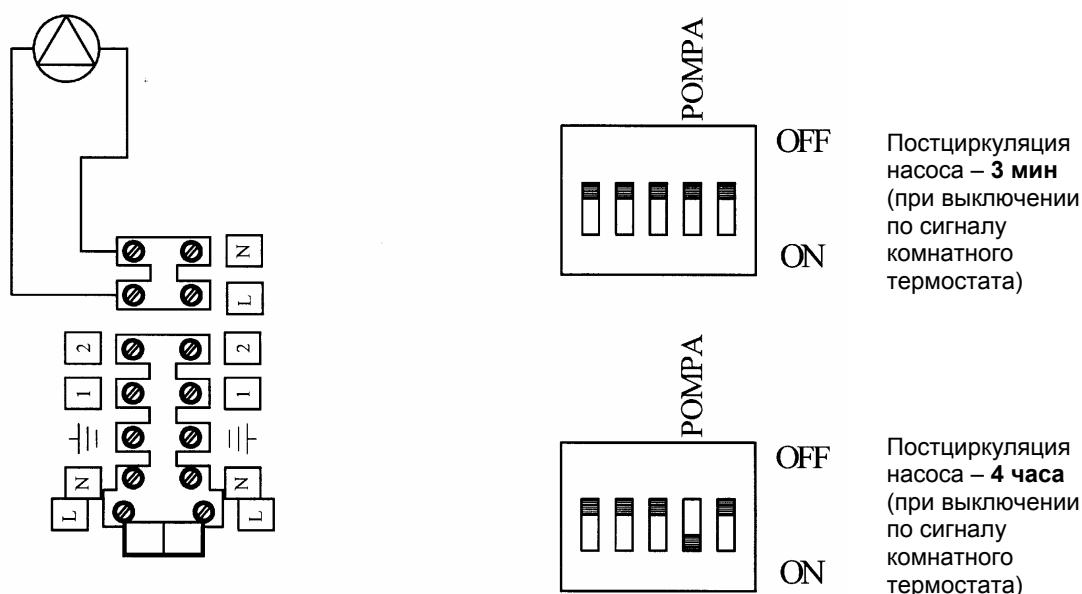 POMPA
OFF
ON
Постциркуляция
насоса – 3 мин
(при выключении
по сигналу
комнатного
термостата)
N
L
2 2
1 1
N N
L L
POMPA
OFF
ON
Постциркуляция
насоса – 4 часа
(при выключении
по сигналу
комнатного
термостата)